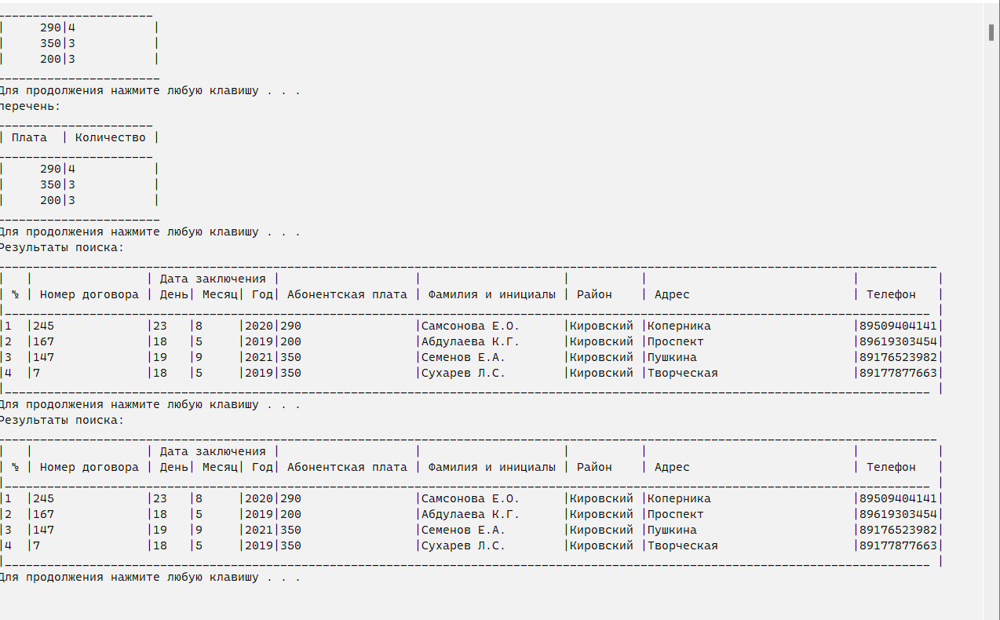 _____________________
|     290|4           |
|     350|3           |
|     200|3           |
_______________________
Для продолжения нажмите любую клавишу . . .
перечень:
______________________
| Плата  | Количество |
______________________
|     290|4           |
|     350|3           |
|     200|3           |
_______________________
Для продолжения нажмите любую клавишу . . .
Результаты поиска:
_____________________________________________________________________________________________________________________________________
|   |                | Дата заключения |                   |                    |          |                             |           |
| № | Номер договора | День| Месяц| Год| Абонентская плата | Фамилия и инициалы | Район    | Адрес                       | Телефон   |
|___________________________________________________________________________________________________________________________________ |
|1  |245             |23   |8     |2020|290                |Самсонова Е.О.      |Кировский |Коперника                    |89509404141|
|2  |167             |18   |5     |2019|200                |Абдулаева К.Г.      |Кировский |Проспект                     |89619303454|
|3  |147             |19   |9     |2021|350                |Семенов Е.А.        |Кировский |Пушкина                      |89176523982|
|4  |7               |18   |5     |2019|350                |Сухарев Л.С.        |Кировский |Творческая                   |89177877663|
|___________________________________________________________________________________________________________________________________ |
Для продолжения нажмите любую клавишу . . .
Результаты поиска:
_____________________________________________________________________________________________________________________________________
|   |                | Дата заключения |                   |                    |          |                             |           |
| № | Номер договора | День| Месяц| Год| Абонентская плата | Фамилия и инициалы | Район    | Адрес                       | Телефон   |
|___________________________________________________________________________________________________________________________________ |
|1  |245             |23   |8     |2020|290                |Самсонова Е.О.      |Кировский |Коперника                    |89509404141|
|2  |167             |18   |5     |2019|200                |Абдулаева К.Г.      |Кировский |Проспект                     |89619303454|
|3  |147             |19   |9     |2021|350                |Семенов Е.А.        |Кировский |Пушкина                      |89176523982|
|4  |7               |18   |5     |2019|350                |Сухарев Л.С.        |Кировский |Творческая                   |89177877663|
|___________________________________________________________________________________________________________________________________ |
Для продолжения нажмите любую клавишу . . .